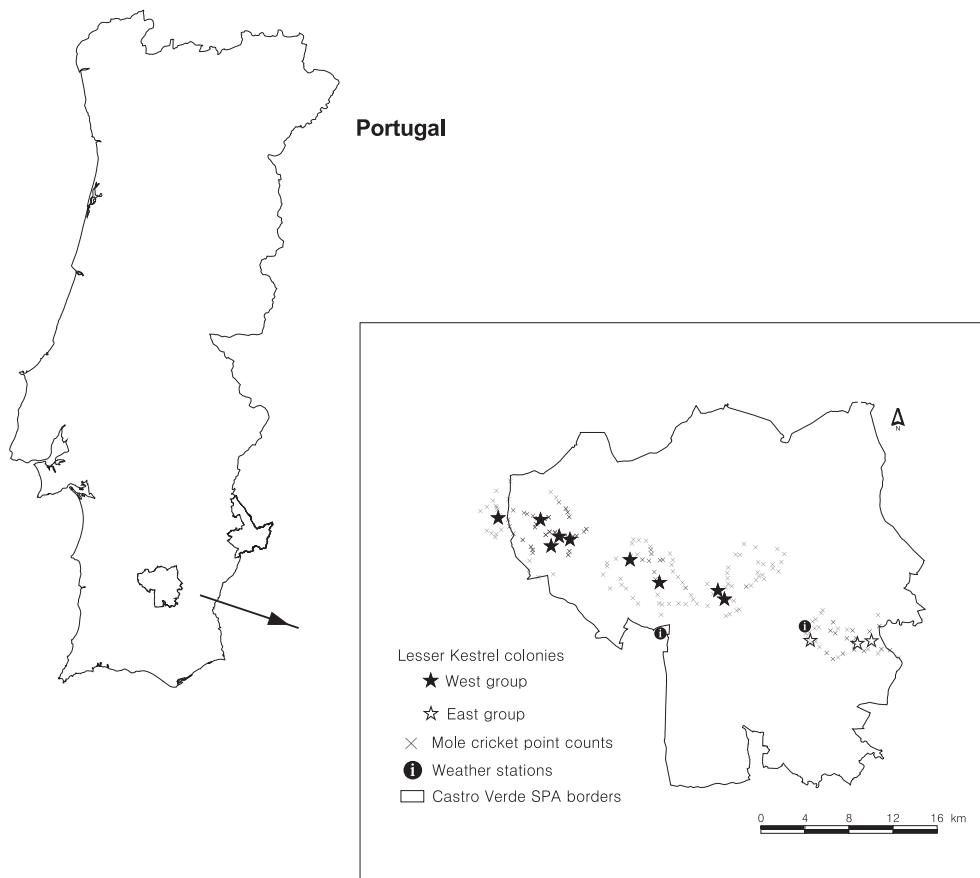 Portugal
N
Lesser Kestrel colonies
West group
East group
Mole cricket point counts
i Weather stations
Castro Verde SPA borders
i
i
0 4 8 12 16 km